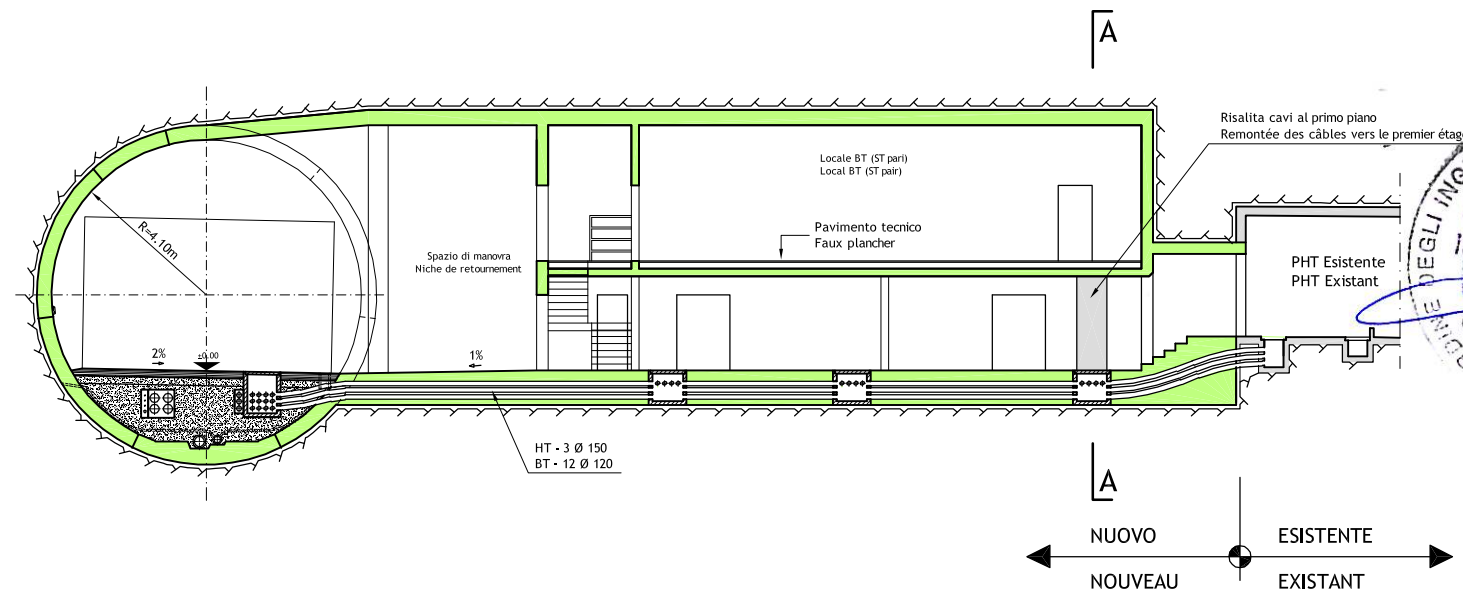 A
Risalita cavi al primo piano
Remontée des câbles vers le premier étage
Locale BT (ST pari)
Local BT (ST pair)
Pavimento tecnico
Faux plancher
R=4.10m
Spazio di manovra
Niche de retournement
PHT Esistente
PHT Existant
DEGLI
2%
±0.00
1%
HT - 3 Ø 150
BT - 12 Ø 120
A
NUOVO
ESISTENTE
NOUVEAU
EXISTANT